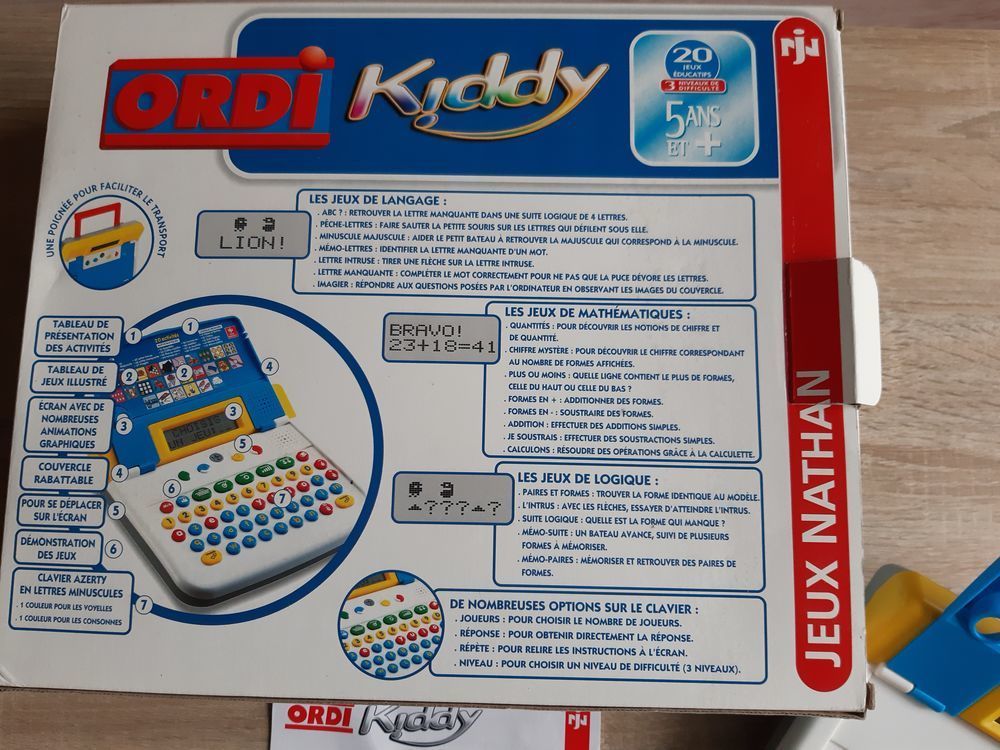 ORDI Kiddy
20
JEUX
ÉDUCATIFS
3 NIVEAUX DE
DIFFICULTÉ
5 ANS
ET +
UNE POIGNÉE POUR FACILITER LE TRANSPORT
LION!
LES JEUX DE LANGAGE :
. ABC ? : RETROUVER LA LETTRE MANQUANTE DANS UNE SUITE LOGIQUE DE 4 LETTRES.
. PÊCHE-LETTRES : FAIRE SAUTER LA PETITE SOURIS SUR LES LETTRES QUI DÉFILENT SOUS ELLE.
. MINUSCULE MAJUSCULE : AIDER LE PETIT BATEAU À RETROUVER LA MAJUSCULE QUI CORRESPOND À LA MINUSCULE.
. MÉMO-LETTRES : IDENTIFIER LA LETTRE MANQUANTE D'UN MOT.
. LETTRE INTRUSE : TIRER UNE FLÈCHE SUR LA LETTRE INTRUSE.
. LETTRE MANQUANTE : COMPLÉTER LE MOT CORRECTEMENT POUR NE PAS QUE LA PUCE DÉVORE LES LETTRES.
. IMAGIER : RÉPONDRE AUX QUESTIONS POSÉES PAR L'ORDINATEUR EN OBSERVANT LES IMAGES DU COUVERCLE.
BRAVO!
23+18=41
LES JEUX DE MATHÉMATIQUES :
. QUANTITÉS : POUR DÉCOUVRIR LES NOTIONS DE CHIFFRE ET
DE QUANTITÉ.
. CHIFFRE MYSTÈRE : POUR DÉCOUVRIR LE CHIFFRE CORRESPONDANT
AU NOMBRE DE FORMES AFFICHÉES.
. PLUS OU MOINS : QUELLE LIGNE CONTIENT LE PLUS DE FORMES,
CELLE DU HAUT OU CELLE DU BAS ?
. FORMES EN + : ADDITIONNER DES FORMES.
. FORMES EN - : SOUSTRAIRE DES FORMES.
. ADDITION : EFFECTUER DES ADDITIONS SIMPLES.
. JE SOUSTRAIS : EFFECTUER DES SOUSTRACTIONS SIMPLES.
. CALCULONS : RÉSOUDRE DES OPÉRATIONS GRÂCE À LA CALCULETTE.
???
?
LES JEUX DE LOGIQUE :
. PAIRES ET FORMES : TROUVER LA FORME IDENTIQUE AU MODÈLE.
. L'INTRUS : AVEC LES FLÈCHES, ESSAYER D'ATTEINDRE L'INTRUS.
. SUITE LOGIQUE : QUELLE EST LA FORME QUI MANQUE ?
. MÉMO-SUITE : UN BATEAU AVANCE, SUIVI DE PLUSIEURS
FORMES À MÉMORISER.
. MÉMO-PAIRES : MÉMORISER ET RETROUVER DES PAIRES DE
FORMES.
DE NOMBREUSES OPTIONS SUR LE CLAVIER :
. JOUEURS : POUR CHOISIR LE NOMBRE DE JOUEURS.
. RÉPONSE : POUR OBTENIR DIRECTEMENT LA RÉPONSE.
. RÉPÈTE : POUR RELIRE LES INSTRUCTIONS À L'ÉCRAN.
. NIVEAU : POUR CHOISIR UN NIVEAU DE DIFFICULTÉ (3 NIVEAUX).
TABLEAU DE
PRÉSENTATION
DES ACTIVITÉS
1
TABLEAU DE
JEUX ILLUSTRÉ
2
ÉCRAN AVEC DE
NOMBREUSES
ANIMATIONS
GRAPHIQUES
3
COUVERCLE
RABATTABLE
4
POUR SE DÉPLACER
SUR L'ÉCRAN
5
DÉMONSTRATION
DES JEUX
6
CLAVIER AZERTY
EN LETTRES MINUSCULES
. 1 COULEUR POUR LES VOYELLES
. 1 COULEUR POUR LES CONSONNES
7
1
2
3
4
5
6
7
20 activités
CHOISIS
UN JEU!
JEUX NATHAN
ORDI Kiddy